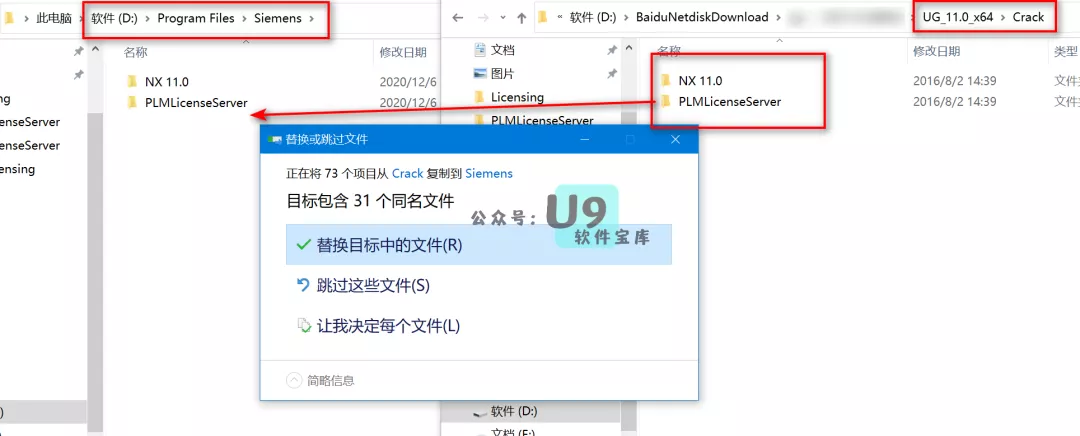 此电脑 › 软件 (D:) › Program Files › Siemens ›
名称 修改日期
NX 11.0 2020/12/6
PLMLicenseServer 2020/12/6
ng
enseServer
enseServer
ensing
)
« 软件 (D:) › BaiduNetdiskDownload › UG_11.0_x64 › Crack
文档
图片
Licensing
PLMLicenseServer
名称 修改日期 类型
NX 11.0 2016/8/2 14:39 文件
PLMLicenseServer 2016/8/2 14:39 文件
替换或跳过文件
正在将 73 个项目从 Crack 复制到 Siemens
目标包含 31 个同名文件
替换目标中的文件(R)
跳过这些文件(S)
让我决定每个文件(L)
简略信息
公众号: U9
软件宝库
软件 (D:)
文档 (E:)